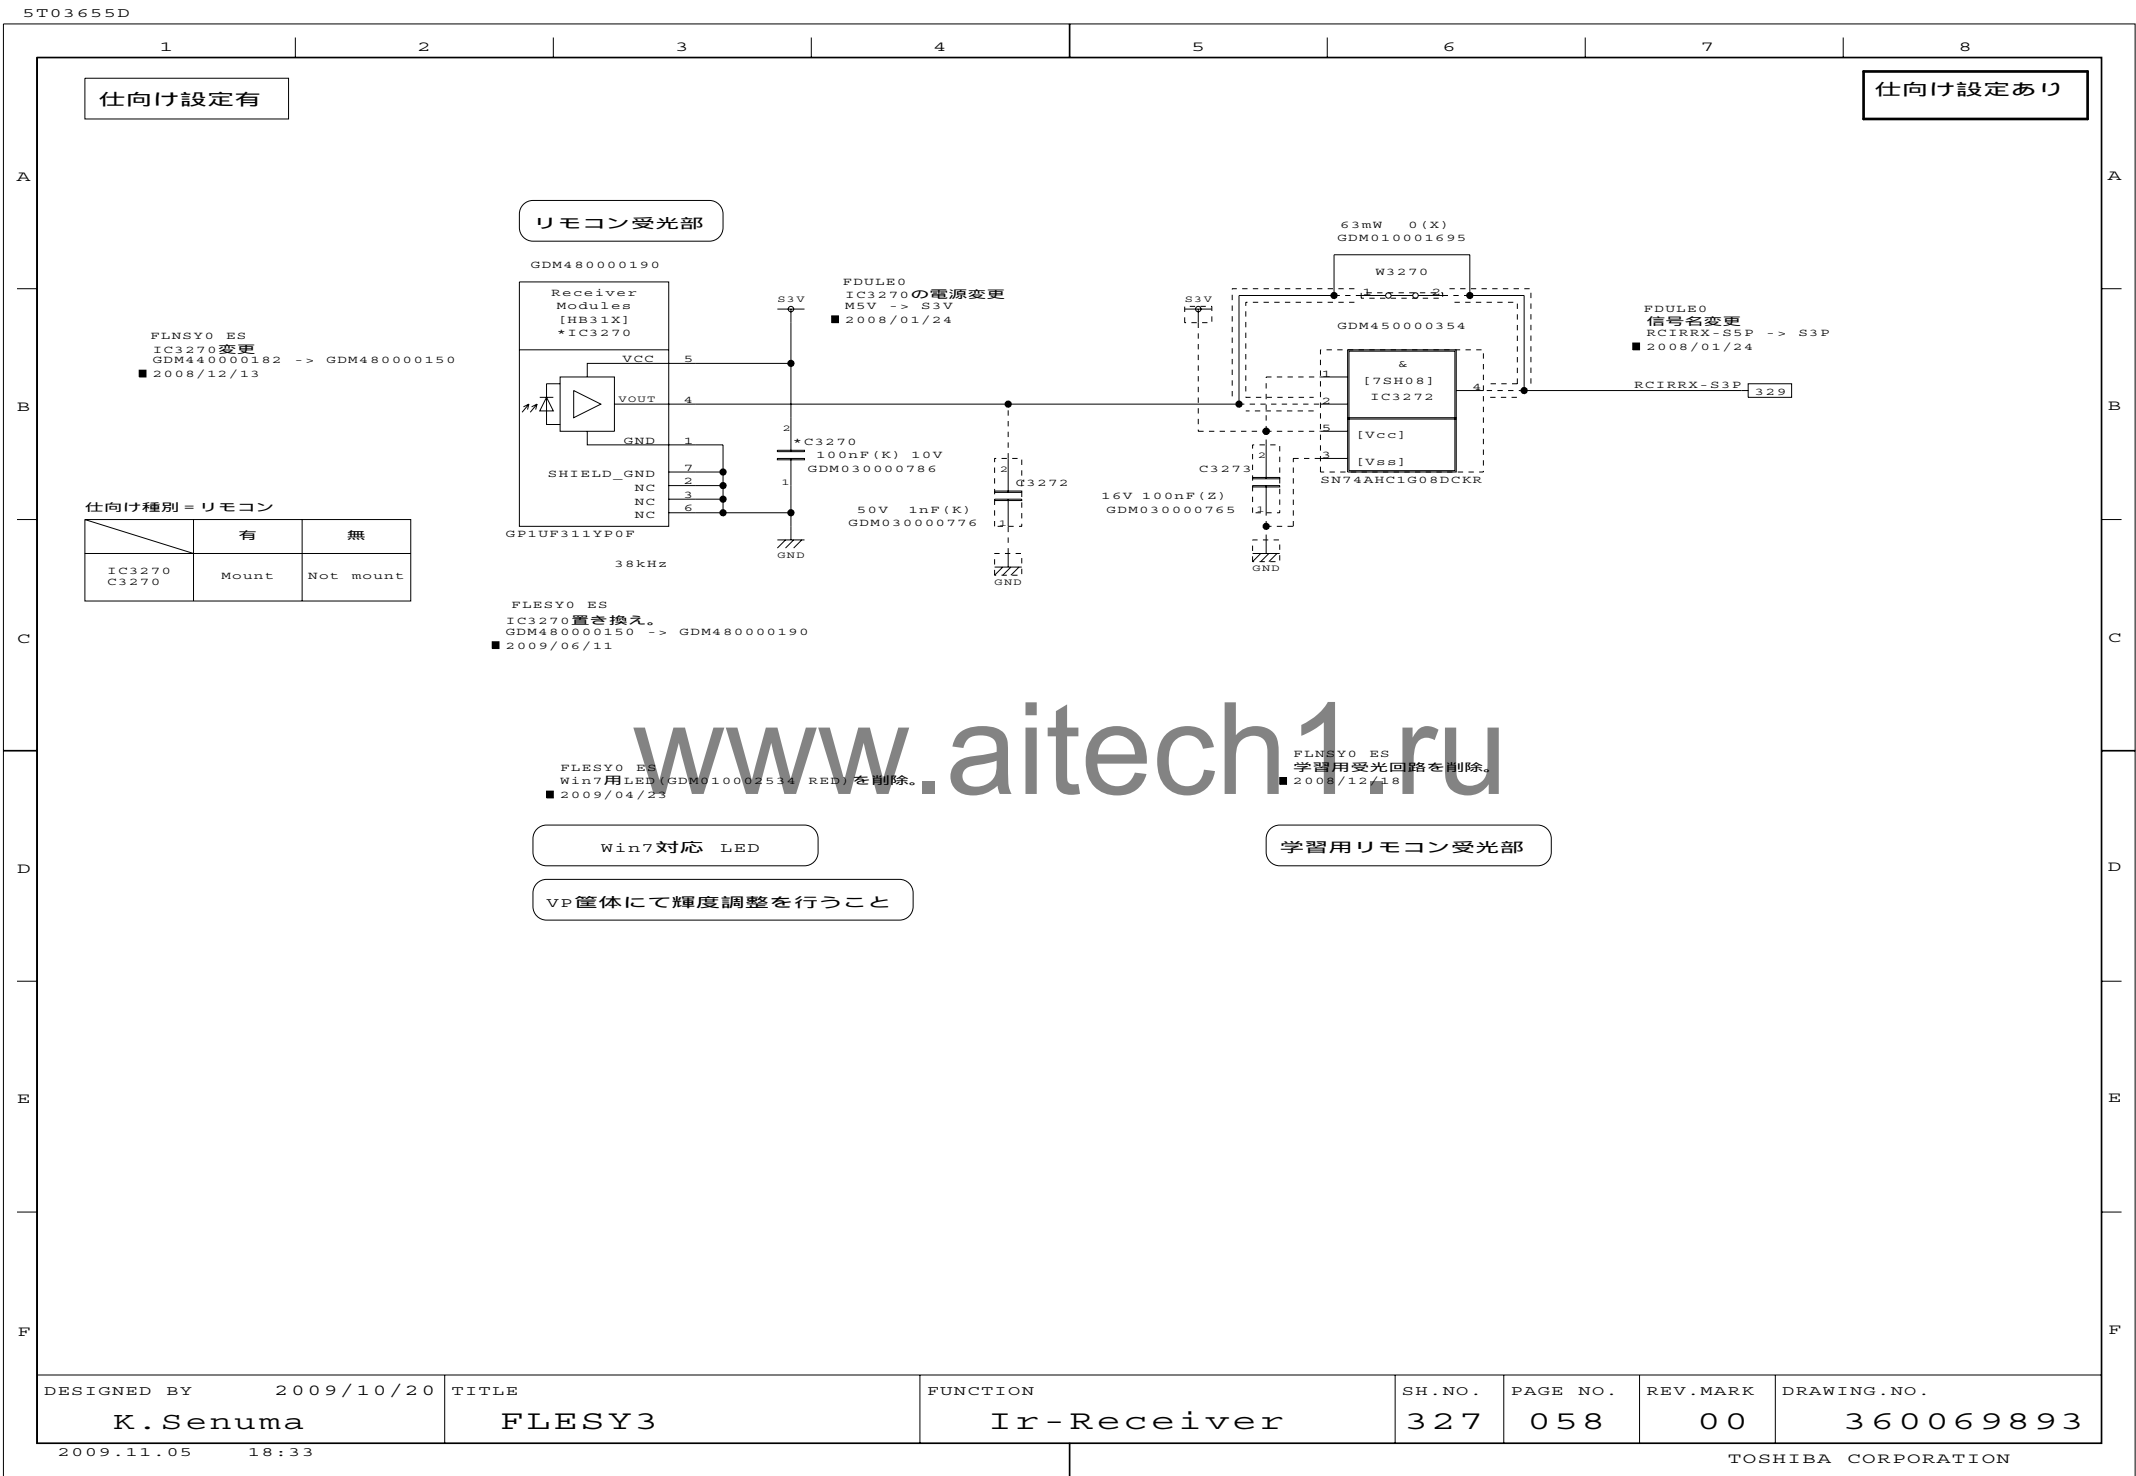 5T03655D
1 2 3 4 5 6 7 8
仕向け設定有
仕向け設定あり
A A
リモコン受光部
GDM480000190
Receiver
Modules
[HB31X]
*IC3270
VCC 5
VOUT 4
GND 1
SHIELD_GND 7
NC 2
NC 3
NC 6
GP1UF311YP0F
38kHz
FLNSY0 ES
IC3270変更
GDM440000182 -> GDM480000150
■ 2008/12/13
S3V
FDULE0
IC3270の電源変更
M5V -> S3V
■ 2008/01/24
2
*C3270
100nF(K) 10V
GDM030000786
1
GND
2
C3272
50V 1nF(K)
GDM030000776
1
GND
S3V
63mW 0(X)
GDM010001695
W3270
1 2
GDM450000354
&
[7SH08]
IC3272
1
2
4
5 [Vcc]
3 [Vss]
SN74AHC1G08DCKR
2
C3273
16V 100nF(Z)
GDM030000765
1
GND
FDULE0
信号名変更
RCIRRX-S5P -> S3P
■ 2008/01/24
RCIRRX-S3P 329
B B
仕向け種別=リモコン
有 無
IC3270
C3270
Mount Not mount
FLESY0 ES
IC3270置き換え。
GDM480000150 -> GDM480000190
■ 2009/06/11
C C
www.aitech1.ru
FLESY0 ES
Win7用LED(GDM010002534 RED)を削除。
■ 2009/04/23
FLNSY0 ES
学習用受光回路を削除。
■ 2008/12/18
Win7対応 LED
学習用リモコン受光部
D D
VP筐体にて輝度調整を行うこと
E E
F F
DESIGNED BY 2009/10/20
K.Senuma
TITLE
FLESY3
FUNCTION
Ir-Receiver
SH.NO.
327
PAGE NO.
058
REV.MARK
00
DRAWING.NO.
360069893
2009.11.05 18:33
TOSHIBA CORPORATION